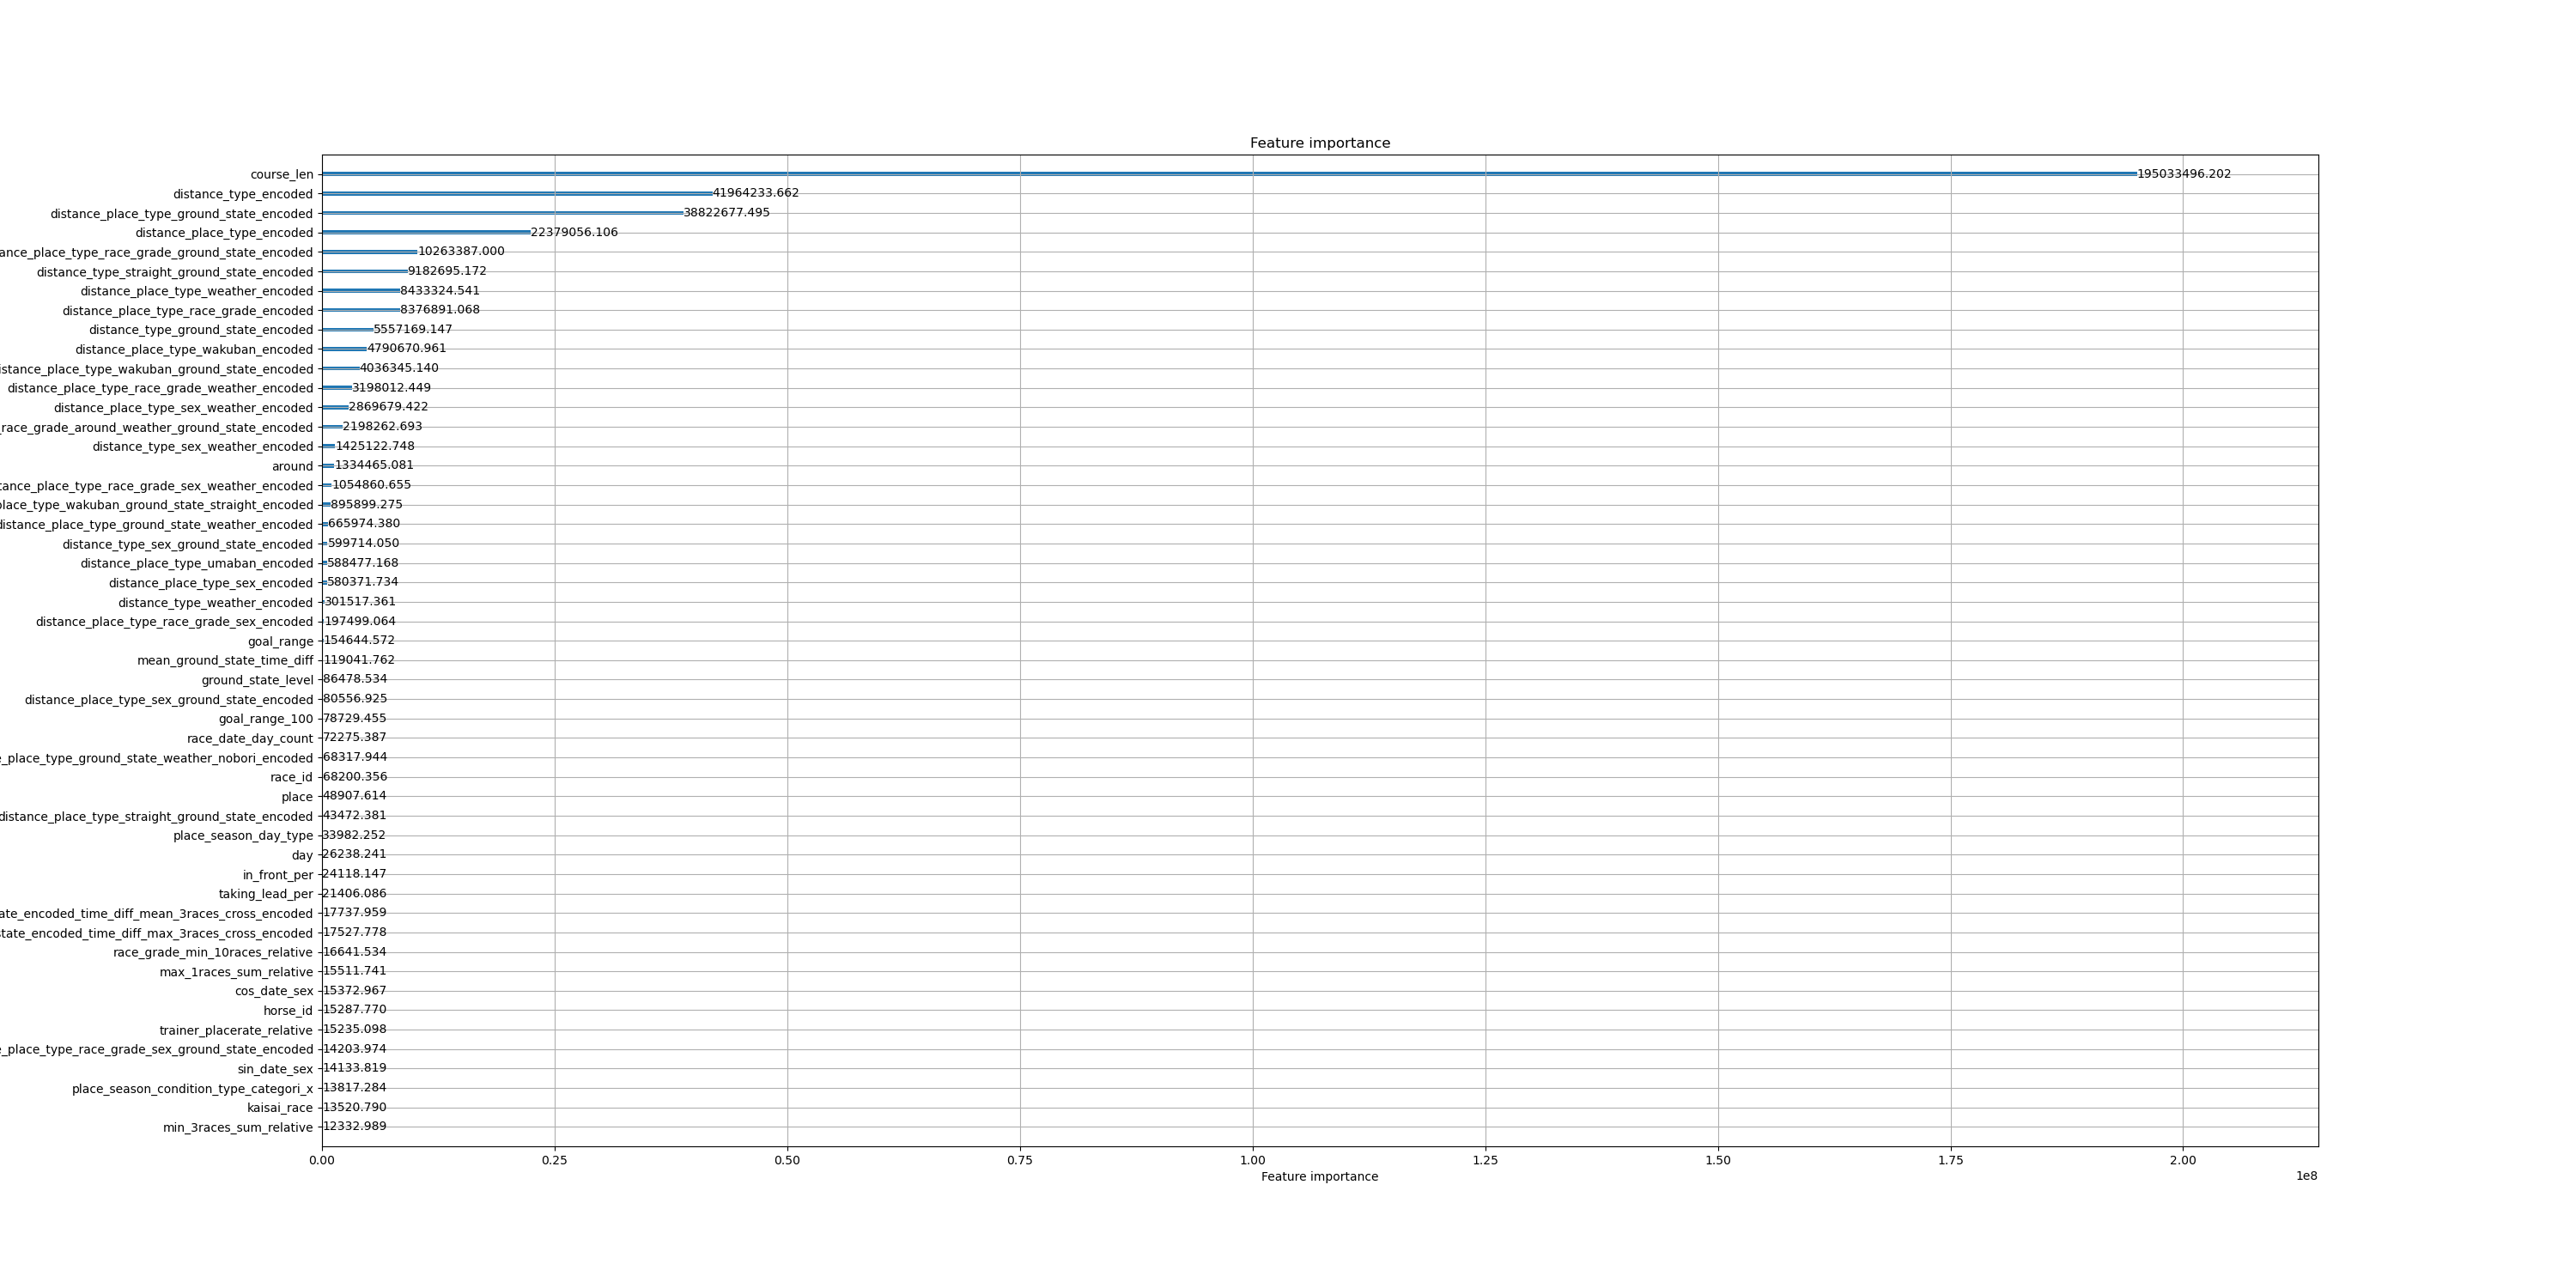 Feature importance
course_len 195033496.202
distance_type_encoded 41964233.662
distance_place_type_ground_state_encoded 38822677.495
distance_place_type_encoded 22379056.106
ance_place_type_race_grade_ground_state_encoded 10263387.000
distance_type_straight_ground_state_encoded 9182695.172
distance_place_type_weather_encoded 8433324.541
distance_place_type_race_grade_encoded 8376891.068
distance_type_ground_state_encoded 5557169.147
distance_place_type_wakuban_encoded 4790670.961
istance_place_type_wakuban_ground_state_encoded 4036345.140
distance_place_type_race_grade_weather_encoded 3198012.449
distance_place_type_sex_weather_encoded 2869679.422
_race_grade_around_weather_ground_state_encoded 2198262.693
distance_type_sex_weather_encoded 1425122.748
around 1334465.081
tance_place_type_race_grade_sex_weather_encoded 1054860.655
place_type_wakuban_ground_state_straight_encoded 895899.275
distance_place_type_ground_state_weather_encoded 665974.380
distance_type_sex_ground_state_encoded 599714.050
distance_place_type_umaban_encoded 588477.168
distance_place_type_sex_encoded 580371.734
distance_type_weather_encoded 301517.361
distance_place_type_race_grade_sex_encoded 197499.064
goal_range 154644.572
mean_ground_state_time_diff 119041.762
ground_state_level 86478.534
distance_place_type_sex_ground_state_encoded 80556.925
goal_range_100 78729.455
race_date_day_count 72275.387
e_place_type_ground_state_weather_nobori_encoded 68317.944
race_id 68200.356
place 48907.614
distance_place_type_straight_ground_state_encoded 43472.381
place_season_day_type 33982.252
day 26238.241
in_front_per 24118.147
taking_lead_per 21406.086
ate_encoded_time_diff_mean_3races_cross_encoded 17737.959
state_encoded_time_diff_max_3races_cross_encoded 17527.778
race_grade_min_10races_relative 16641.534
max_1races_sum_relative 15511.741
cos_date_sex 15372.967
horse_id 15287.770
trainer_placerate_relative 15235.098
e_place_type_race_grade_sex_ground_state_encoded 14203.974
sin_date_sex 14133.819
place_season_condition_type_categori_x 13817.284
kaisai_race 13520.790
min_3races_sum_relative 12332.989
0.00 0.25 0.50 0.75 1.00 1.25 1.50 1.75 2.00
Feature importance
1e8